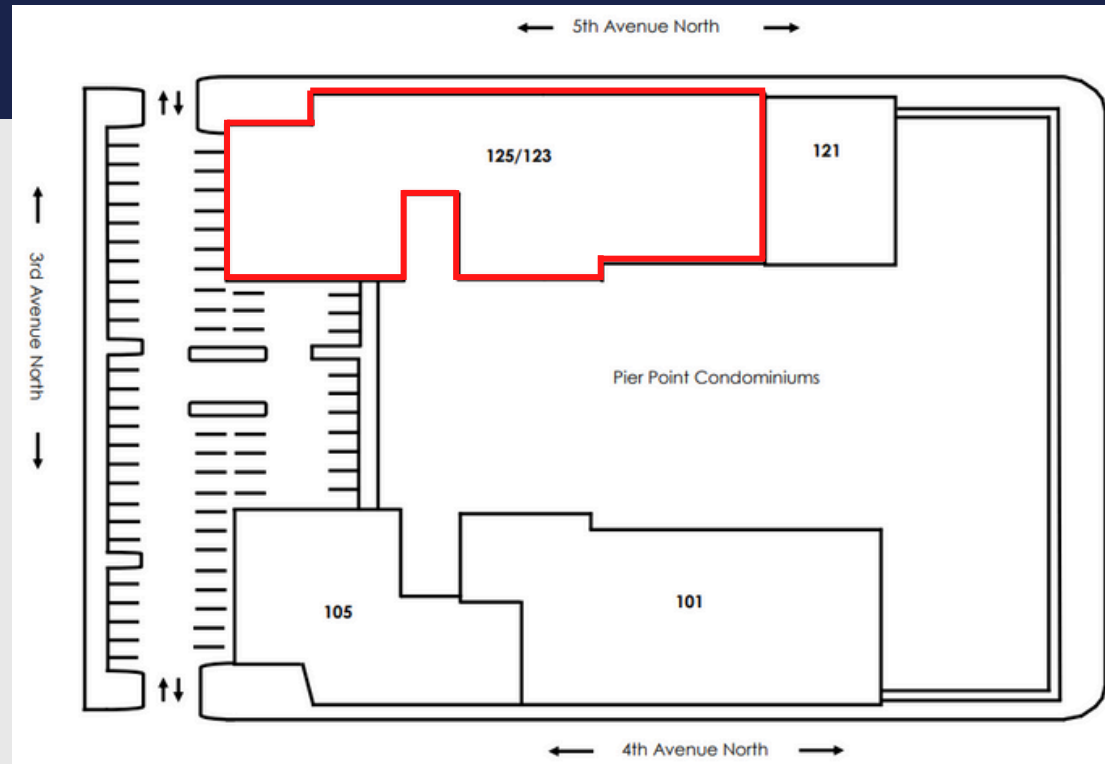 5th Avenue North
125/123
121
3rd Avenue North
Pier Point Condominiums
105
101
4th Avenue North